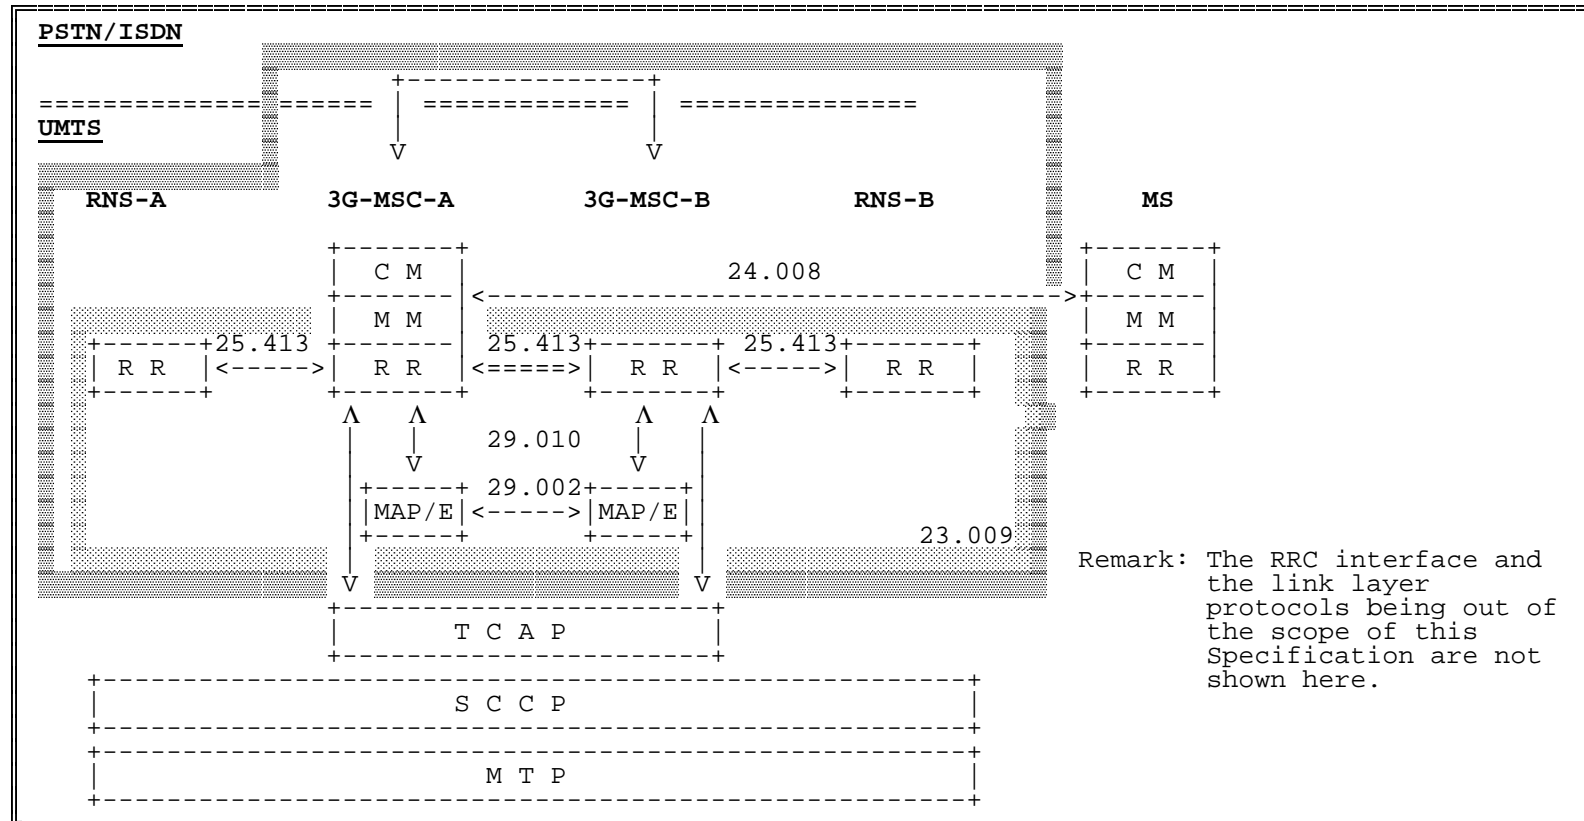 PSTN/ISDN
UMTS
RNS-A 3G-MSC-A 3G-MSC-B RNS-B MS
C M 24.008 C M
M M M M
25.413 25.413 25.413
R R R R R R R R R R
29.010
29.002
MAP/E MAP/E
23.009
Remark: The RRC interface and
the link layer
protocols being out of
the scope of this
Specification are not
shown here.
T C A P
S C C P
M T P